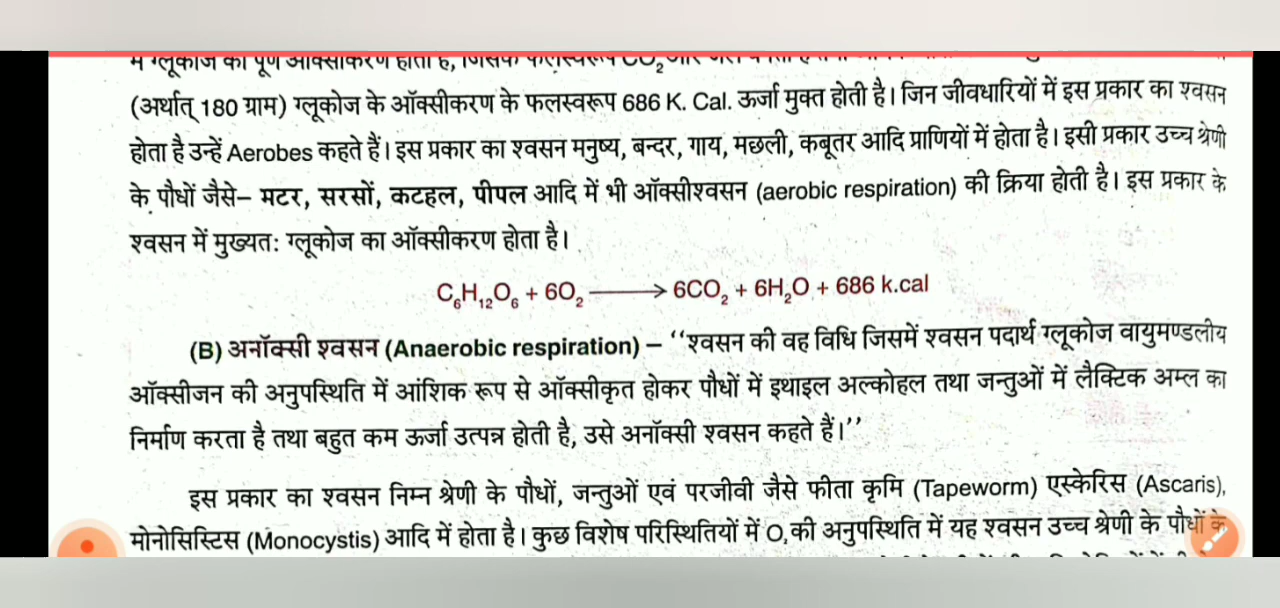 (अर्थात् 180 ग्राम) ग्लूकोज के ऑक्सीकरण के फलस्वरूप 686 K. Cal. ऊर्जा मुक्त होती है। जिन जीवधारियों में इस प्रकार का श्वसन
होता है उन्हें Aerobes कहते हैं। इस प्रकार का श्वसन मनुष्य, बन्दर, गाय, मछली, कबूतर आदि प्राणियों में होता है। इसी प्रकार उच्च श्रेणी
के पौधों जैसे– मटर, सरसों, कटहल, पीपल आदि में भी ऑक्सीश्वसन (aerobic respiration) की क्रिया होती है। इस प्रकार के
श्वसन में मुख्यतः ग्लूकोज का ऑक्सीकरण होता है।
C₆H₁₂O₆ + 6O₂ ⟶ 6CO₂ + 6H₂O + 686 k.cal
(B) अनॉक्सी श्वसन (Anaerobic respiration) – ‘‘श्वसन की वह विधि जिसमें श्वसन पदार्थ ग्लूकोज वायुमण्डलीय
ऑक्सीजन की अनुपस्थिति में आंशिक रूप से ऑक्सीकृत होकर पौधों में इथाइल अल्कोहल तथा जन्तुओं में लैक्टिक अम्ल का
निर्माण करता है तथा बहुत कम ऊर्जा उत्पन्न होती है, उसे अनॉक्सी श्वसन कहते हैं।’’
इस प्रकार का श्वसन निम्न श्रेणी के पौधों, जन्तुओं एवं परजीवी जैसे फीता कृमि (Tapeworm) एस्केरिस (Ascaris),
मोनोसिस्टिस (Monocystis) आदि में होता है। कुछ विशेष परिस्थितियों में O₂ की अनुपस्थिति में यह श्वसन उच्च श्रेणी के पौधों के